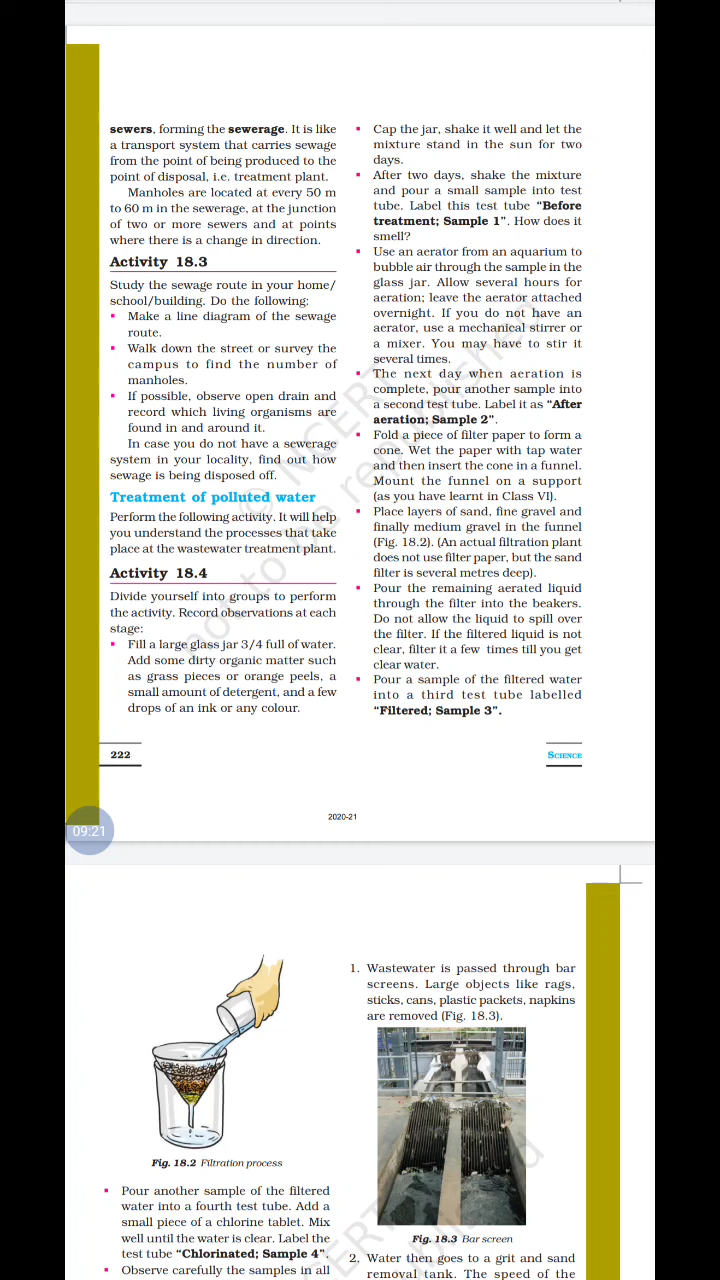 sewers, forming the sewerage. It is like
a transport system that carries sewage
from the point of being produced to the
point of disposal, i.e. treatment plant.
Manholes are located at every 50 m
to 60 m in the sewerage, at the junction
of two or more sewers and at points
where there is a change in direction.
Activity 18.3
Study the sewage route in your home/
school/building. Do the following:
▪ Make a line diagram of the sewage
route.
▪ Walk down the street or survey the
campus to find the number of
manholes.
▪ If possible, observe open drain and
record which living organisms are
found in and around it.
In case you do not have a sewerage
system in your locality, find out how
sewage is being disposed off.
Treatment of polluted water
Perform the following activity. It will help
you understand the processes that take
place at the wastewater treatment plant.
Activity 18.4
Divide yourself into groups to perform
the activity. Record observations at each
stage:
▪ Fill a large glass jar 3/4 full of water.
Add some dirty organic matter such
as grass pieces or orange peels, a
small amount of detergent, and a few
drops of an ink or any colour.
▪ Cap the jar, shake it well and let the
mixture stand in the sun for two
days.
▪ After two days, shake the mixture
and pour a small sample into test
tube. Label this test tube “Before
treatment; Sample 1”. How does it
smell?
▪ Use an aerator from an aquarium to
bubble air through the sample in the
glass jar. Allow several hours for
aeration; leave the aerator attached
overnight. If you do not have an
aerator, use a mechanical stirrer or
a mixer. You may have to stir it
several times.
▪ The next day when aeration is
complete, pour another sample into
a second test tube. Label it as “After
aeration; Sample 2”.
▪ Fold a piece of filter paper to form a
cone. Wet the paper with tap water
and then insert the cone in a funnel.
Mount the funnel on a support
(as you have learnt in Class VI).
▪ Place layers of sand, fine gravel and
finally medium gravel in the funnel
(Fig. 18.2). (An actual filtration plant
does not use filter paper, but the sand
filter is several metres deep).
▪ Pour the remaining aerated liquid
through the filter into the beakers.
Do not allow the liquid to spill over
the filter. If the filtered liquid is not
clear, filter it a few times till you get
clear water.
▪ Pour a sample of the filtered water
into a third test tube labelled
“Filtered; Sample 3”.
© NCERT
not to be republished
222
SCIENCE
2020-21
09:21
Fig. 18.2 Filtration process
▪ Pour another sample of the filtered
water into a fourth test tube. Add a
small piece of a chlorine tablet. Mix
well until the water is clear. Label the
test tube “Chlorinated; Sample 4”.
▪ Observe carefully the samples in all
1. Wastewater is passed through bar
screens. Large objects like rags,
sticks, cans, plastic packets, napkins
are removed (Fig. 18.3).
Fig. 18.3 Bar screen
2. Water then goes to a grit and sand
removal tank. The speed of the